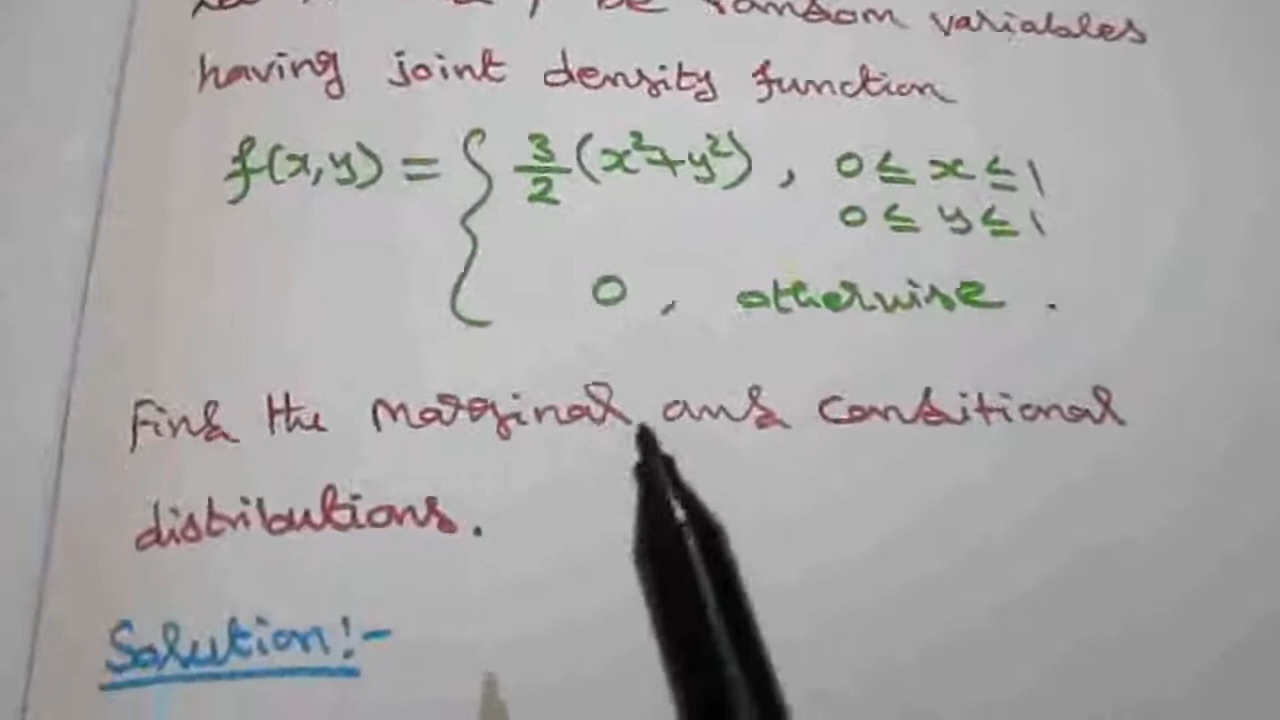 be random variables
having joint density function
f(x,y) = { 3/2 (x²+y²) , 0 ≤ x ≤ 1
0 ≤ y ≤ 1
0 , otherwise .
Find the marginal and conditional
distributions.
Solution:-